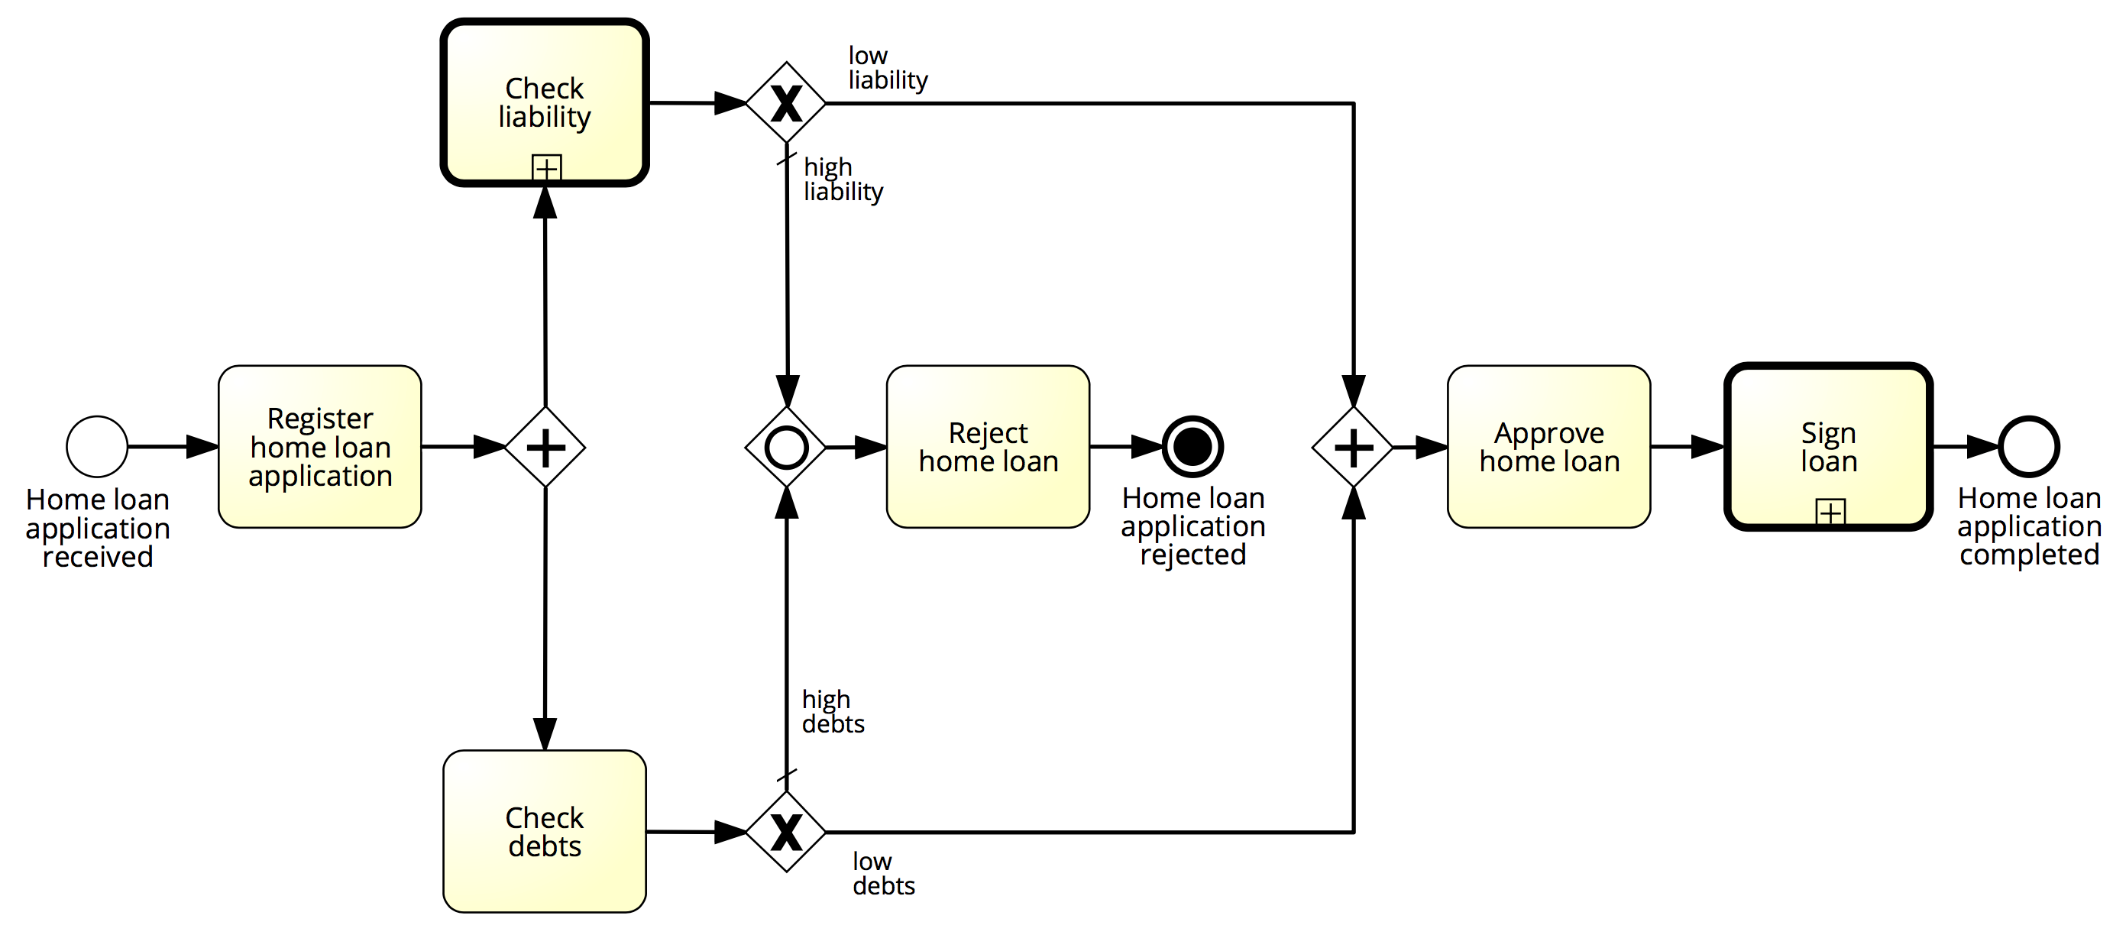 Check
liability
low
liability
high
liability
Register
home loan
application
Home loan
application
received
Reject
home loan
Home loan
application
rejected
Approve
home loan
Sign
loan
Home loan
application
completed
high
debts
Check
debts
low
debts